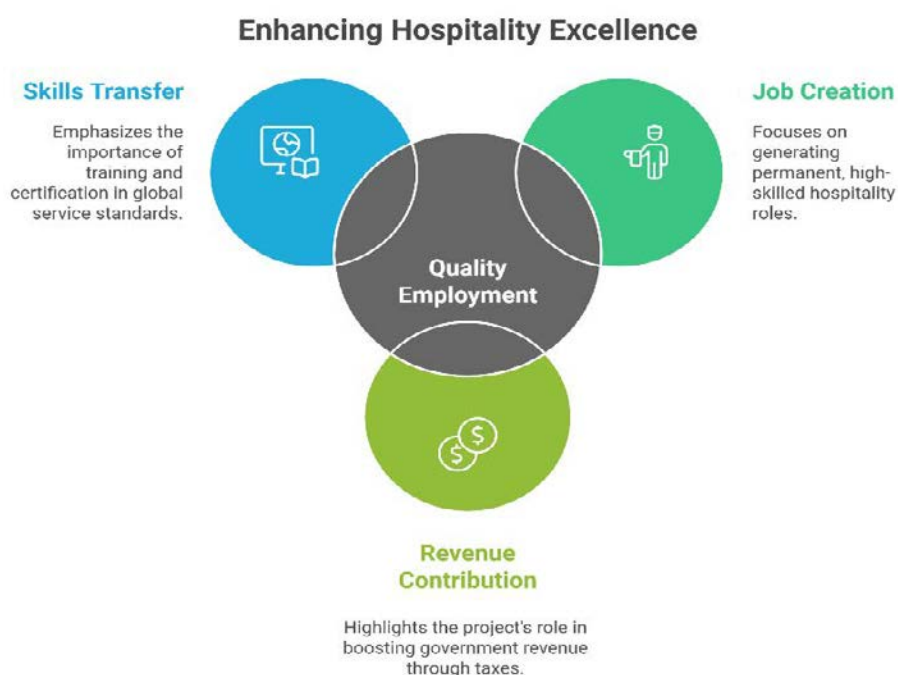 Enhancing Hospitality Excellence
Skills Transfer
Emphasizes the
importance of
training and
certification in global
service standards.
Job Creation
Focuses on
generating
permanent, high-
skilled hospitality
roles.
Quality
Employment
$
$
Revenue
Contribution
Highlights the project's role in
boosting government revenue
through taxes.